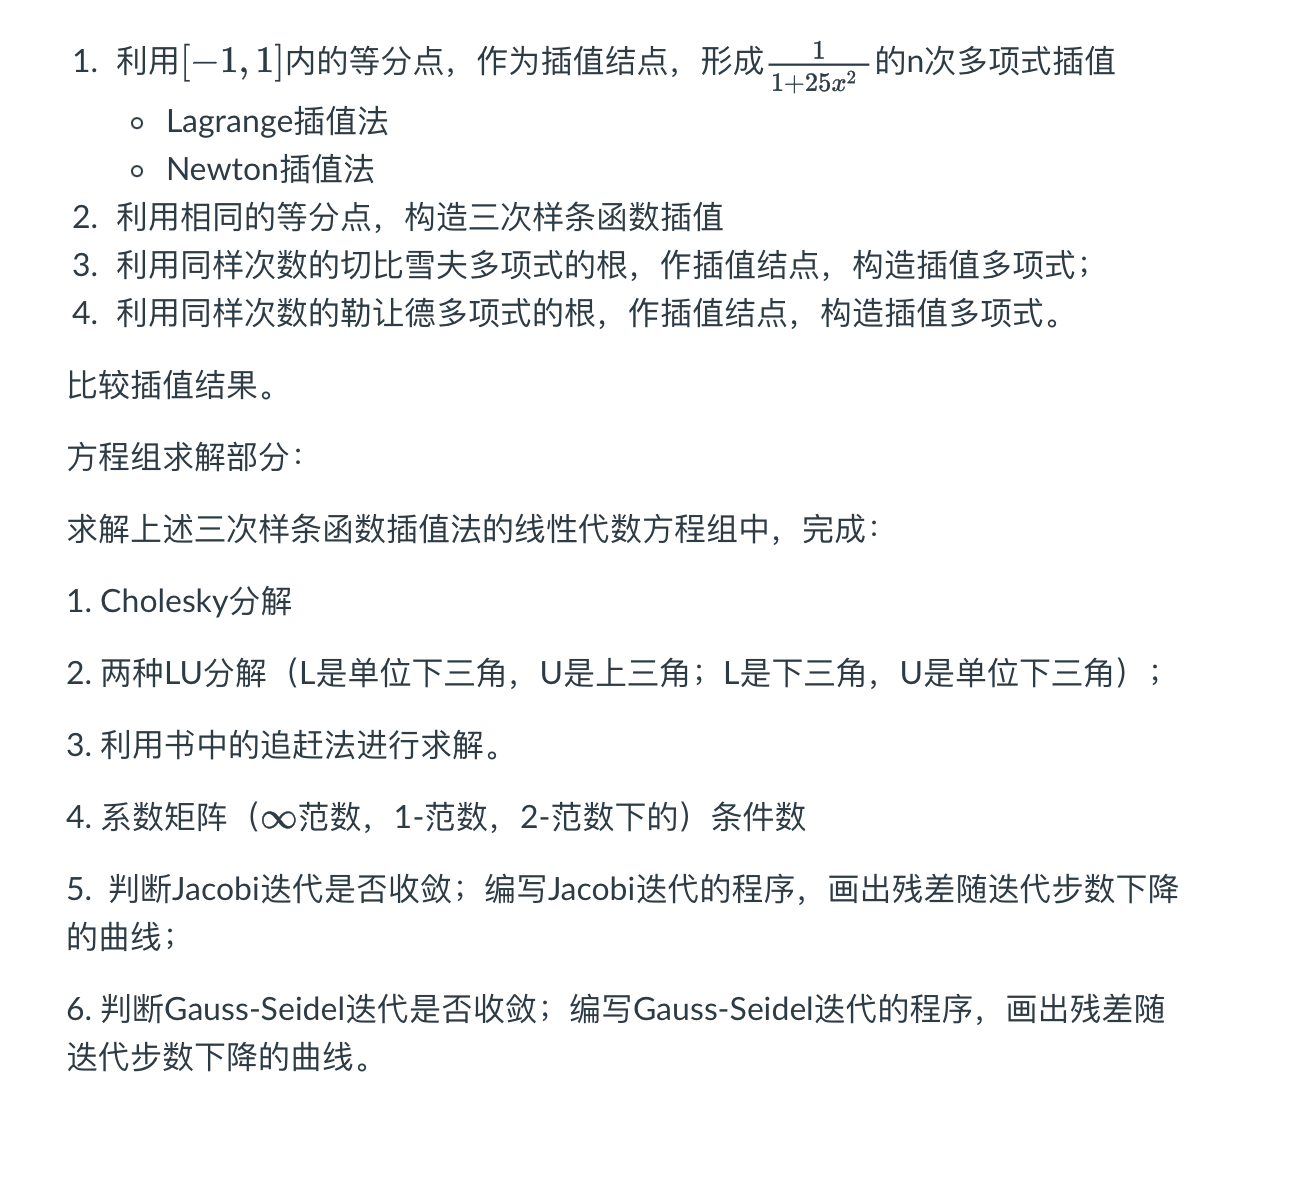 1. 利用[−1, 1]内的等分点，作为插值结点，形成1/(1+25x²)的n次多项式插值
Lagrange插值法
Newton插值法
2. 利用相同的等分点，构造三次样条函数插值
3. 利用同样次数的切比雪夫多项式的根，作插值结点，构造插值多项式；
4. 利用同样次数的勒让德多项式的根，作插值结点，构造插值多项式。
比较插值结果。
方程组求解部分：
求解上述三次样条函数插值法的线性代数方程组中，完成：
1. Cholesky分解
2. 两种LU分解（L是单位下三角，U是上三角；L是下三角，U是单位下三角）；
3. 利用书中的追赶法进行求解。
4. 系数矩阵（∞范数，1-范数，2-范数下的）条件数
5. 判断Jacobi迭代是否收敛；编写Jacobi迭代的程序，画出残差随迭代步数下降
的曲线；
6. 判断Gauss-Seidel迭代是否收敛；编写Gauss-Seidel迭代的程序，画出残差随
迭代步数下降的曲线。